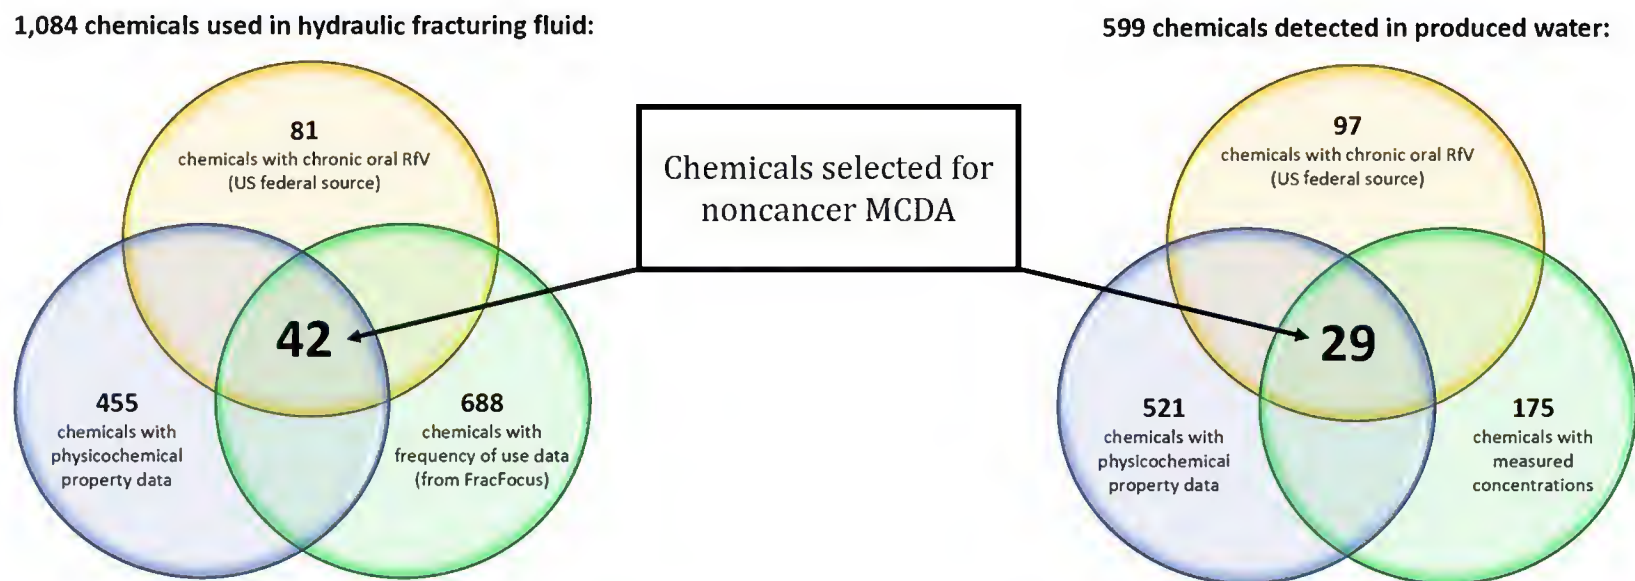 1,084 chemicals used in hydraulic fracturing fluid:
81
chemicals with chronic oral RfV
(US federal source)
42
455
chemicals with
physicochemical
property data
688
chemicals with
frequency of use data
(from FracFocus)
Chemicals selected for
noncancer MCDA
599 chemicals detected in produced water:
97
chemicals with chronic oral RfV
(US federal source)
29
521
chemicals with
physicochemical
property data
175
chemicals with
measured
concentrations